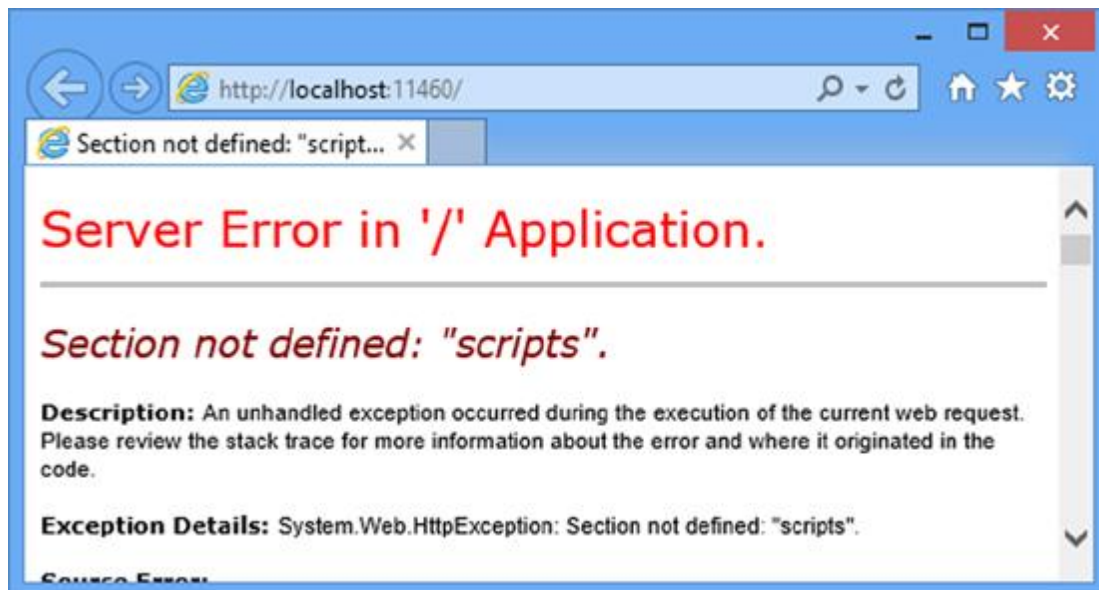 http://localhost:11460/
Section not defined: "script...
Server Error in '/' Application.
Section not defined: "scripts".
Description: An unhandled exception occurred during the execution of the current web request.
Please review the stack trace for more information about the error and where it originated in the
code.
Exception Details: System.Web.HttpException: Section not defined: "scripts".
Source Error: